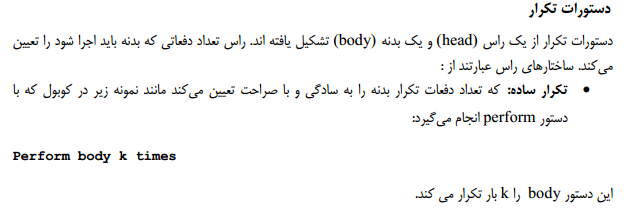 دستورات تکرار
دستورات تکرار از یک راس (head) و یک بدنه (body) تشکیل یافته اند. راس تعداد دفعاتی که بدنه باید اجرا شود را تعیین
می‌کند. ساختارهای راس عبارتند از :
• تکرار ساده: که تعداد دفعات تکرار بدنه را به سادگی و با صراحت تعیین می‌کند مانند نمونه زیر در کوبول که با
دستور perform انجام می‌گیرد:
Perform body k times
این دستور body را k بار تکرار می کند.